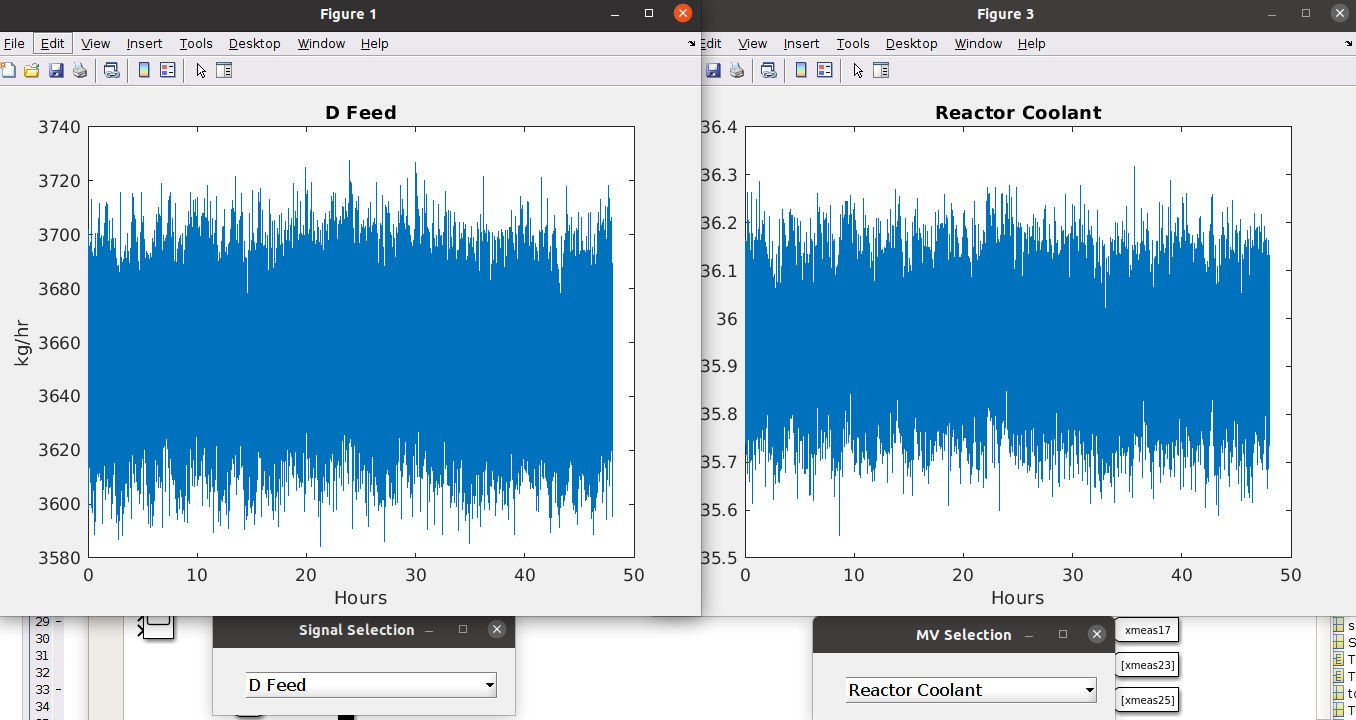 Figure 1
File Edit View Insert Tools Desktop Window Help
D Feed
3740
3720
3700
3680
3660
3640
3620
3600
3580
kg/hr
0 10 20 30 40 50
Hours
Figure 3
Edit View Insert Tools Desktop Window Help
Reactor Coolant
36.4
36.3
36.2
36.1
36
35.9
35.8
35.7
35.6
35.5
0 10 20 30 40 50
Hours
29
30
31
32
33
34
Signal Selection
D Feed
MV Selection
Reactor Coolant
xmeas17
[xmeas23]
[xmeas25]
s
S
T
T
to
T